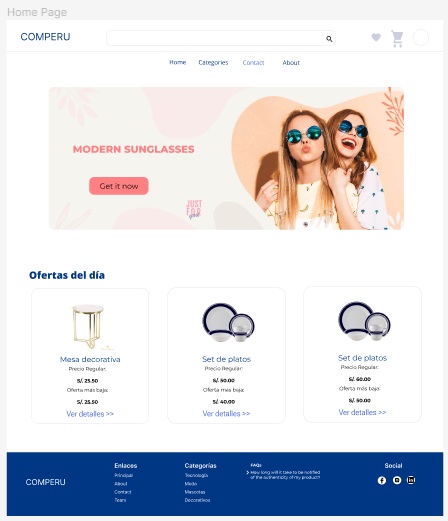 Home Page
COMPERU
Home Categories Contact About
MODERN SUNGLASSES
Get it now
JUST
FOR
you
Ofertas del día
Mesa decorativa
Precio Regular:
S/. 25.50
Oferta más baja:
S/. 25.50
Ver detalles >>
Set de platos
Precio Regular:
S/. 50.00
Oferta más baja:
S/. 40.00
Ver detalles >>
Set de platos
Precio Regular:
S/. 60.00
Oferta más baja:
S/. 50.00
Ver detalles >>
COMPERU
Enlaces
Principal
About
Contact
Team
Categorías
Tecnología
Moda
Mascotas
Decorativos
FAQs
> How long will it take to be notified
of the authenticity of my product?
Social